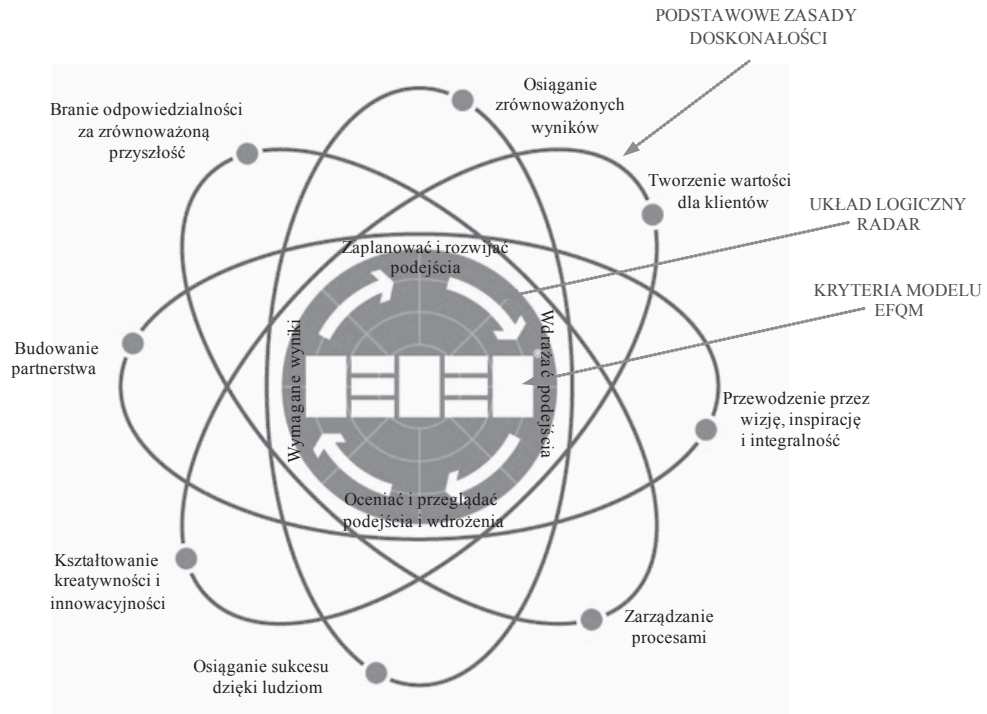 PODSTAWOWE ZASADY
DOSKONAŁOŚCI
Osiąganie
zrównoważonych
wyników
Branie odpowiedzialności
za zrównoważoną
przyszłość
Tworzenie wartości
dla klientów
UKŁAD LOGICZNY
RADAR
Zaplanować i rozwijać
podejścia
KRYTERIA MODELU
EFQM
Wymagane wyniki
Wdrażać podejścia
Budowanie
partnerstwa
Przewodzenie przez
wizję, inspirację
i integralność
Oceniać i przeglądać
podejścia i wdrożenia
Kształtowanie
kreatywności i
innowacyjności
Zarządzanie
procesami
Osiąganie sukcesu
dzięki ludziom